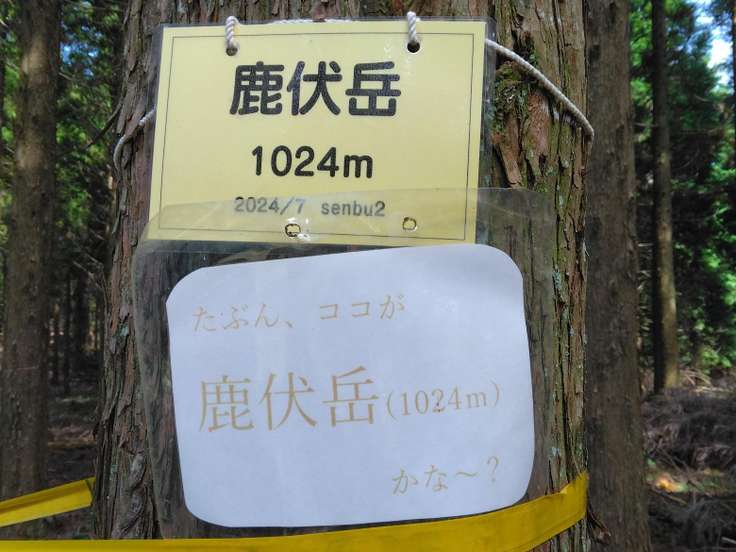 鹿伏岳
1024m
2024/7 senbu2
たぶん、ココが
鹿伏岳(1024m)
かな〜?